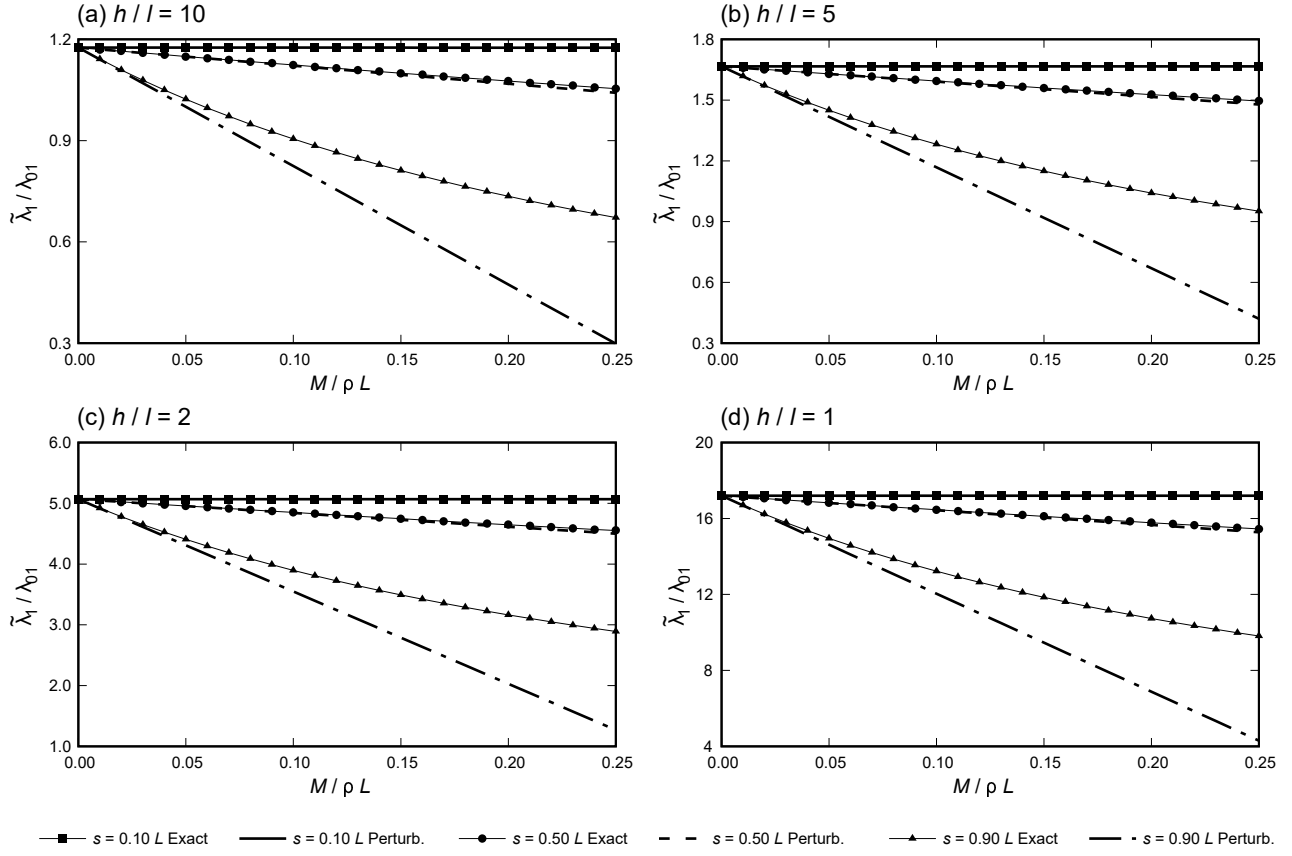 (a) h / l = 10
1.2
0.9
0.6
0.3
λ̃1 / λ01
0.00 0.05 0.10 0.15 0.20 0.25
M / ρ L
(b) h / l = 5
1.8
1.5
1.2
0.9
0.6
0.3
λ̃1 / λ01
0.00 0.05 0.10 0.15 0.20 0.25
M / ρ L
(c) h / l = 2
6.0
5.0
4.0
3.0
2.0
1.0
λ̃1 / λ01
0.00 0.05 0.10 0.15 0.20 0.25
M / ρ L
(d) h / l = 1
20
16
12
8
4
λ̃1 / λ01
0.00 0.05 0.10 0.15 0.20 0.25
M / ρ L
s = 0.10 L Exact s = 0.10 L Perturb. s = 0.50 L Exact s = 0.50 L Perturb. s = 0.90 L Exact s = 0.90 L Perturb.